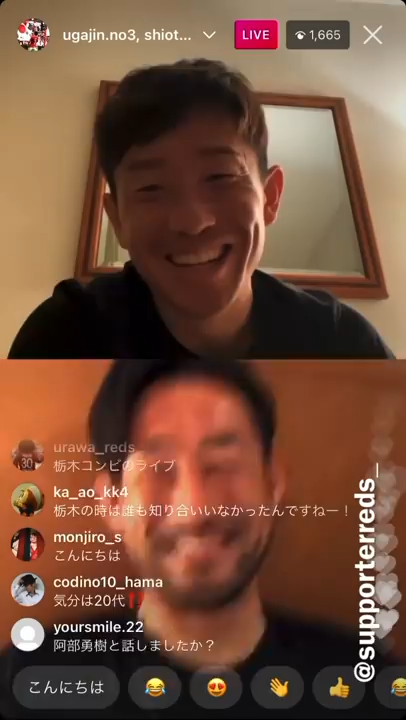 ugajin.no3, shiot...
LIVE
1,665
urawa_reds_
栃木コンビのライブ
ka_ao_kk4
栃木の時は誰も知り合いいなかったんですねー！
monjiro_s
こんにちは
codino10_hama
気分は20代‼️
yoursmile.22
阿部勇樹と話しましたか？
@supporterreds_
こんにちは